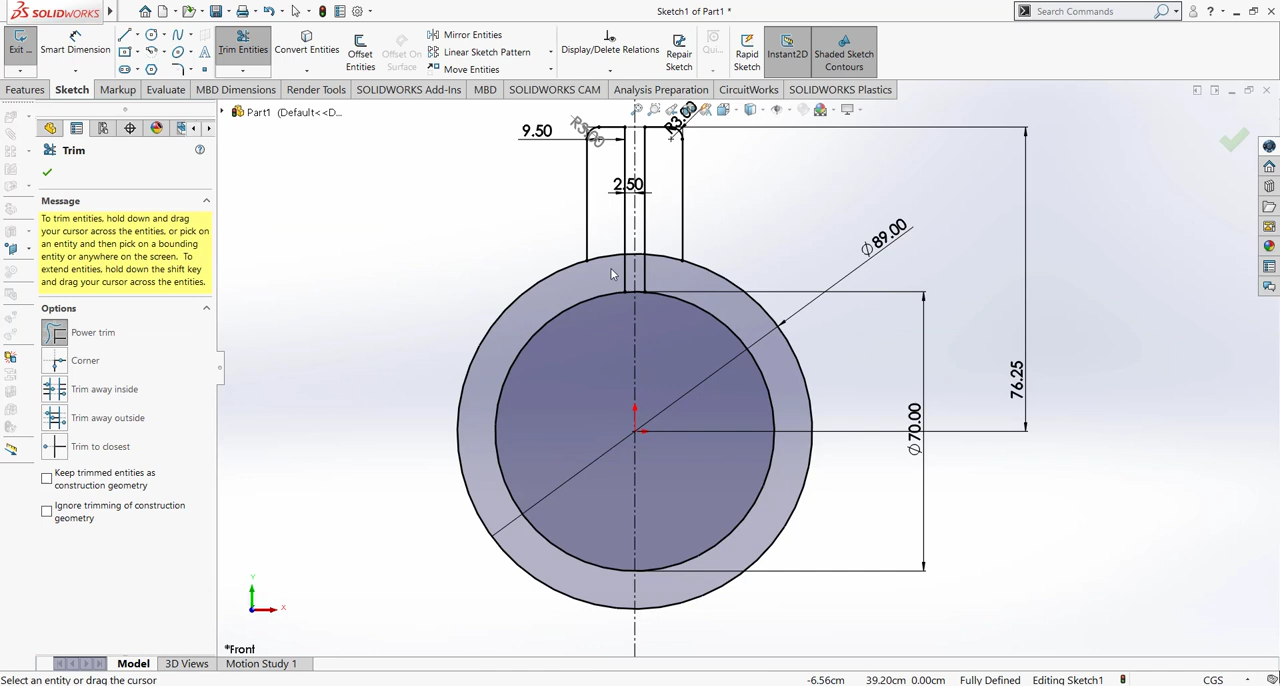 SOLIDWORKS
Sketch1 of Part1 *
Search Commands
Exit ...
Smart Dimension
Trim Entities
Convert Entities
Offset Entities
Offset On Surface
Mirror Entities
Linear Sketch Pattern
Move Entities
Display/Delete Relations
Repair Sketch
Qui...
Rapid Sketch
Instant2D
Shaded Sketch Contours
Features
Sketch
Markup
Evaluate
MBD Dimensions
Render Tools
SOLIDWORKS Add-Ins
MBD
SOLIDWORKS CAM
Analysis Preparation
CircuitWorks
SOLIDWORKS Plastics
Part1 (Default<<D...
Trim
Message
To trim entities, hold down and drag
your cursor across the entities, or pick on
an entity and then pick on a bounding
entity or anywhere on the screen. To
extend entities, hold down the shift key
and drag your cursor across the entities.
Options
Power trim
Corner
Trim away inside
Trim away outside
Trim to closest
Keep trimmed entities as
construction geometry
Ignore trimming of construction
geometry
9.50
R3.00
R3.00
2.50
∅89.00
76.25
∅70.00
Y
X
*Front
Model
3D Views
Motion Study 1
Select an entity or drag the cursor
-6.56cm
39.20cm 0.00cm
Fully Defined
Editing Sketch1
CGS